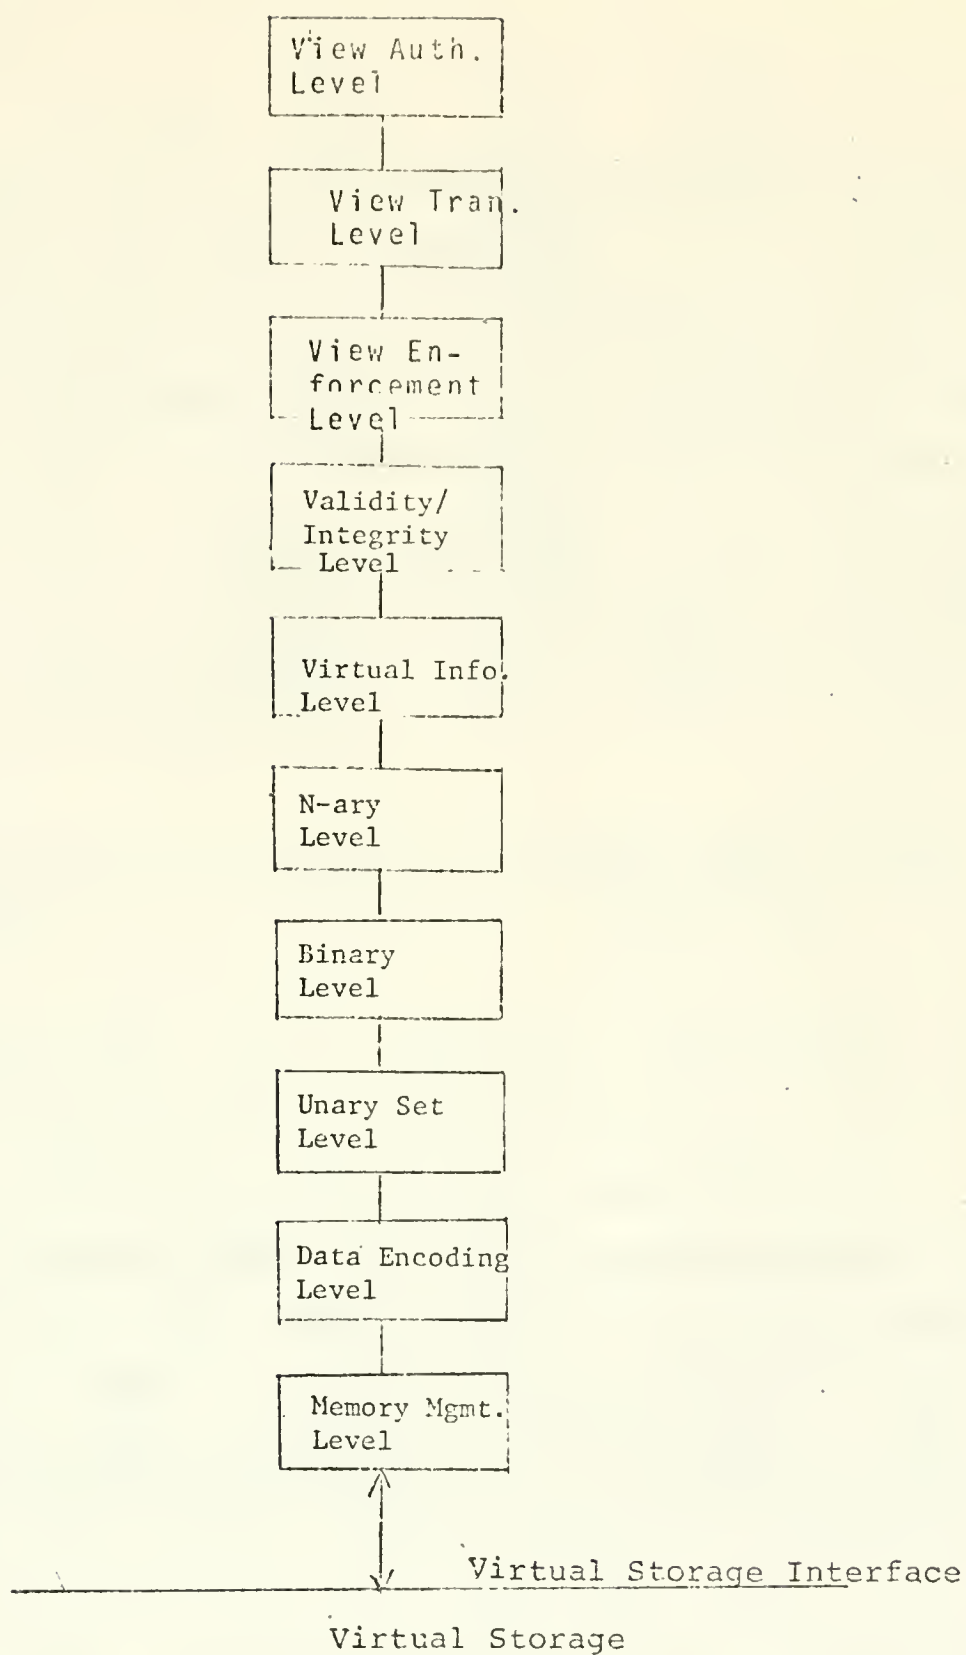 View Auth.
Level
View Tran.
Level
View En-
forcement
Level
Validity/
Integrity
Level
Virtual Info.
Level
N-ary
Level
Binary
Level
Unary Set
Level
Data Encoding
Level
Memory Mgmt.
Level
Virtual Storage Interface
Virtual Storage